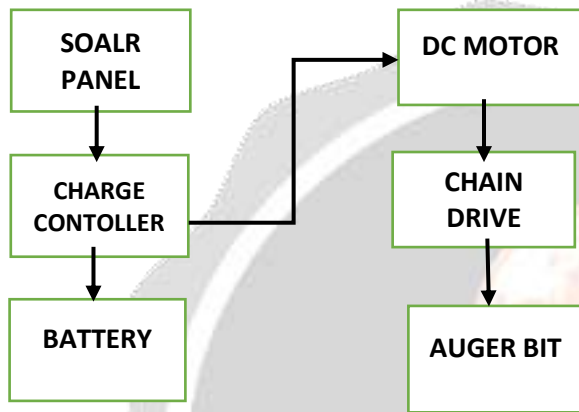 SOALR
PANEL
CHARGE
CONTOLLER
BATTERY
DC MOTOR
CHAIN
DRIVE
AUGER BIT